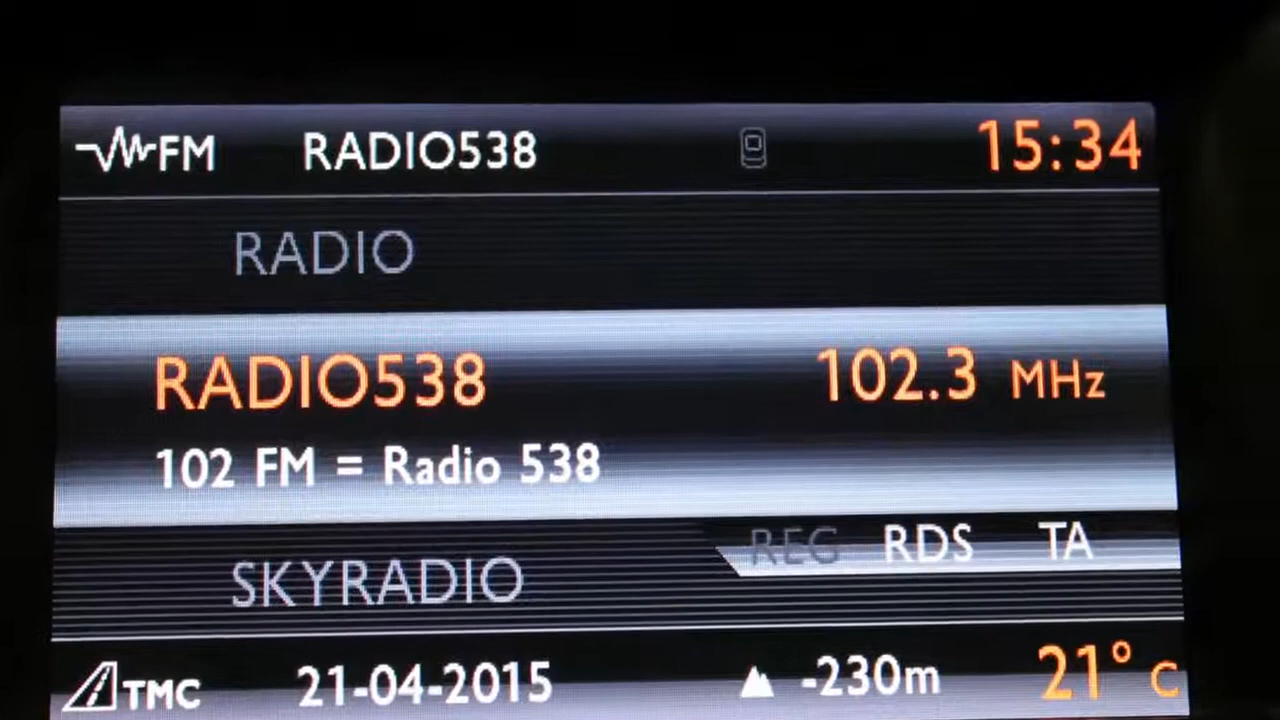 FM RADIO538 15:34
RADIO
RADIO538 102.3 MHz
102 FM = Radio 538
REG RDS TA
SKYRADIO
TMC 21-04-2015 -230m 21° C